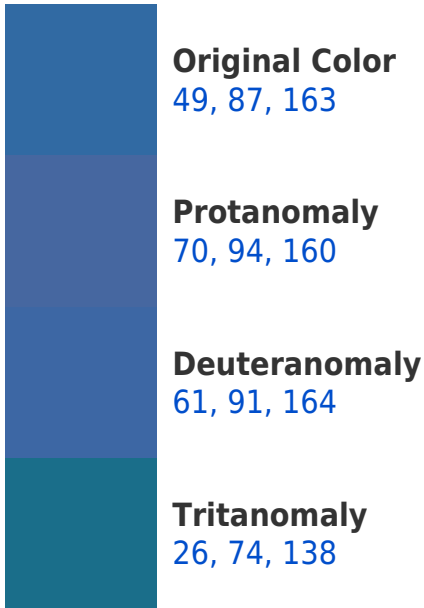 Original Color
49, 87, 163
Protanomaly
70, 94, 160
Deuteranomaly
61, 91, 164
Tritanomaly
26, 74, 138